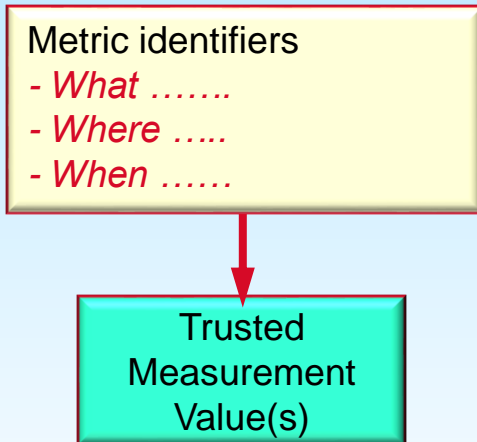 Metric identifiers
- What …….
- Where …..
- When ……
Trusted
Measurement
Value(s)